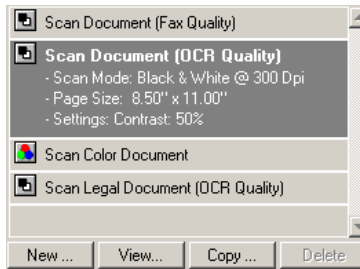 Scan Document (Fax Quality)
Scan Document (OCR Quality)
- Scan Mode: Black & White @ 300 Dpi
- Page Size: 8.50" x 11.00"
- Settings: Contrast: 50%
Scan Color Document
Scan Legal Document (OCR Quality)
New ... View... Copy ... Delete